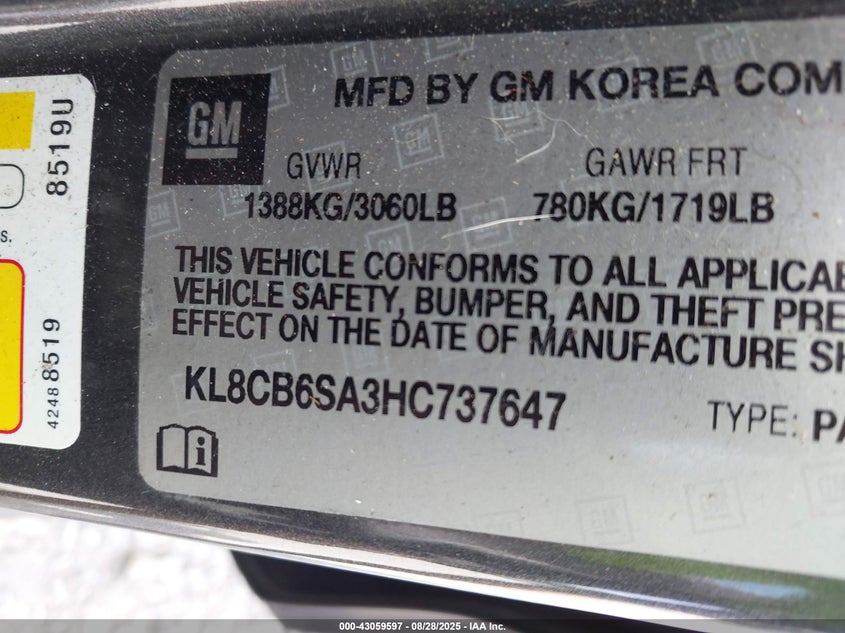 8519U
s.
42488519
GM
MFD BY GM KOREA COM
GVWR
GAWR FRT
1388KG/3060LB
780KG/1719LB
THIS VEHICLE CONFORMS TO ALL APPLICAB
VEHICLE SAFETY, BUMPER, AND THEFT PRE
EFFECT ON THE DATE OF MANUFACTURE SH
KL8CB6SA3HC737647
TYPE: PA
000-43059597 - 08/28/2025 - IAA Inc.